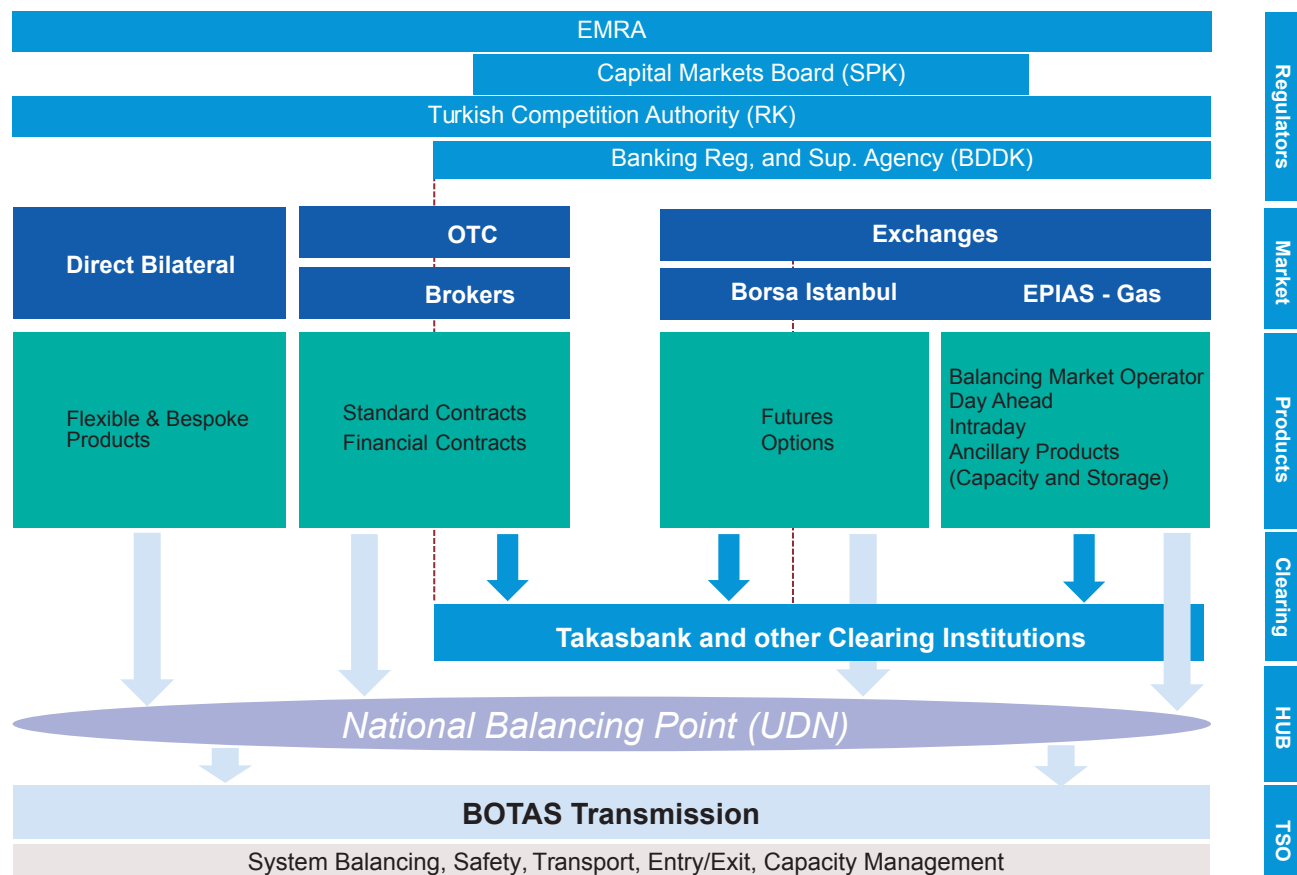 EMRA
Capital Markets Board (SPK)
Turkish Competition Authority (RK)
Banking Reg, and Sup. Agency (BDDK)
Regulators
Direct Bilateral
OTC
Brokers
Exchanges
Borsa Istanbul
EPIAS - Gas
Market
Flexible & Bespoke
Products
Standard Contracts
Financial Contracts
Futures
Options
Balancing Market Operator
Day Ahead
Intraday
Ancillary Products
(Capacity and Storage)
Products
Takasbank and other Clearing Institutions
Clearing
National Balancing Point (UDN)
HUB
BOTAS Transmission
System Balancing, Safety, Transport, Entry/Exit, Capacity Management
TSO